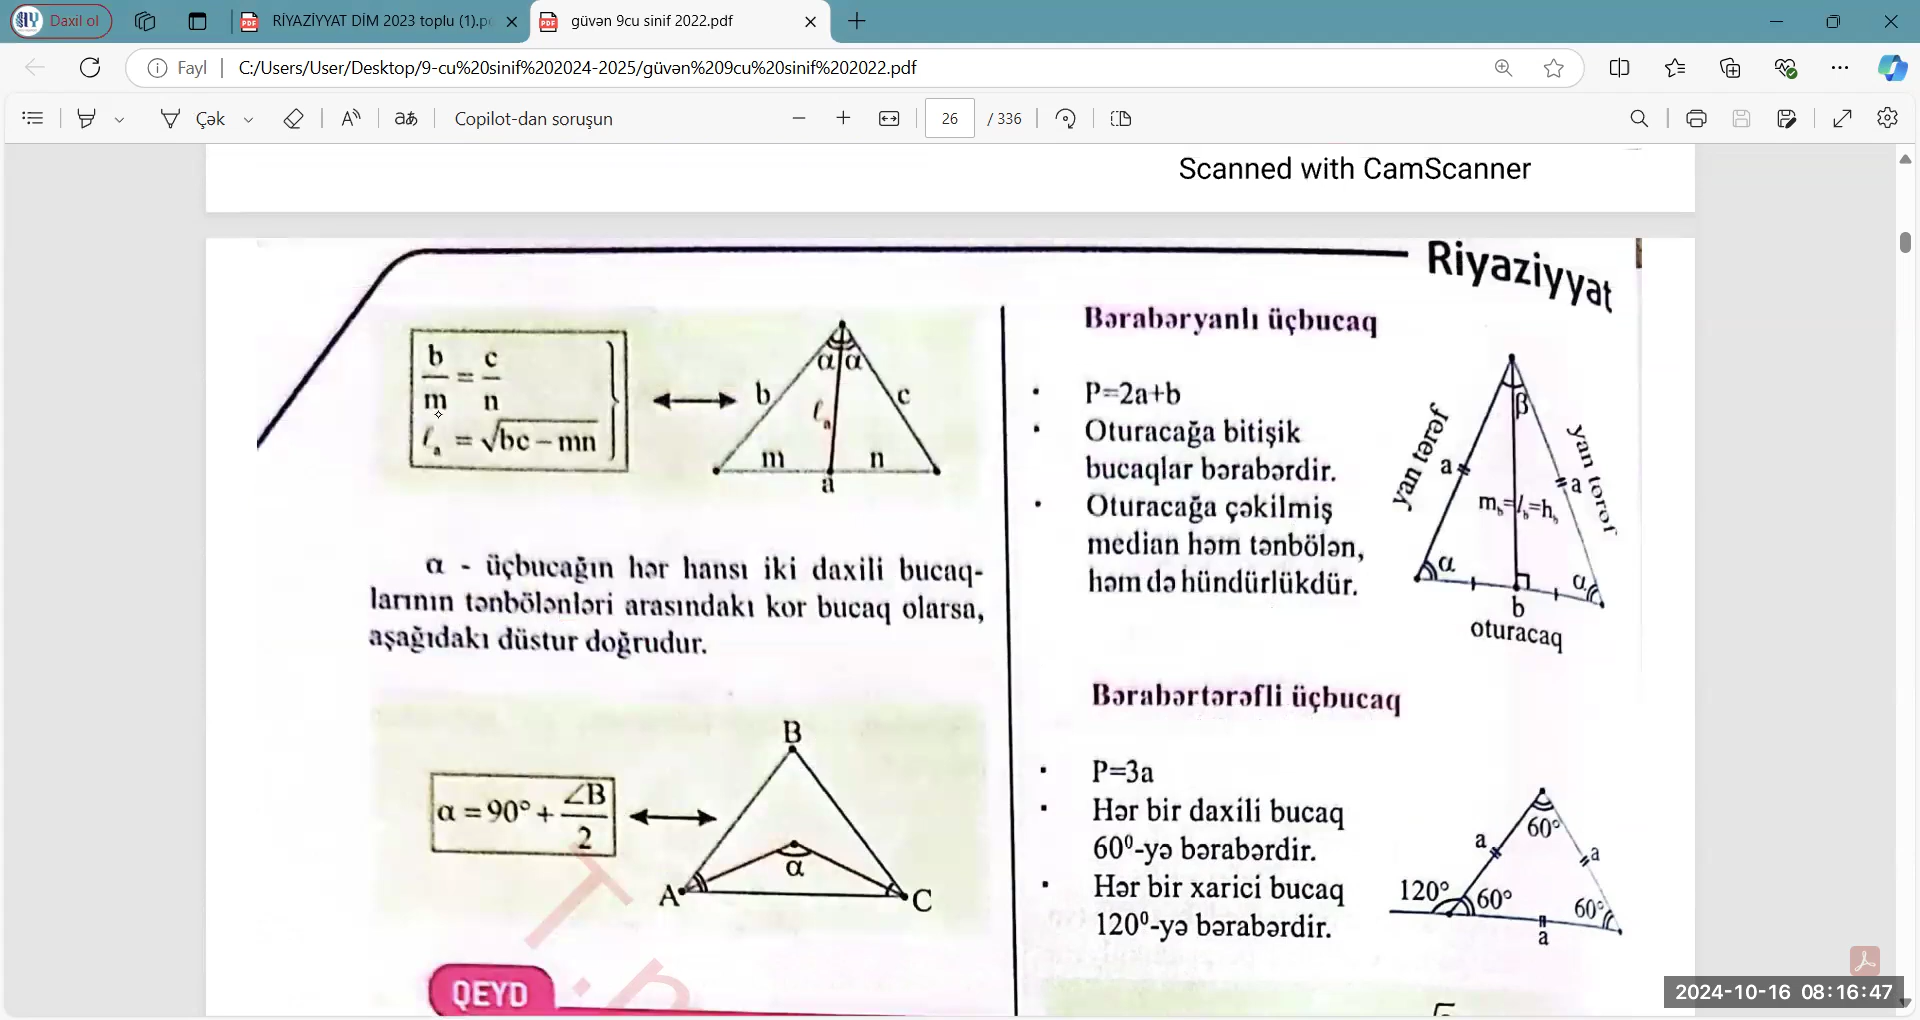 Daxil ol
RİYAZİYYAT DİM 2023 toplu (1).p
güvən 9cu sinif 2022.pdf
Fayl
C:/Users/User/Desktop/9-cu%20sinif%202024-2025/güvən%209cu%20sinif%202022.pdf
Çək
aあ
Copilot-dan soruşun
26 / 336
Scanned with CamScanner
Riyaziyyat
b/m = c/n
ℓₐ = √bc − mn
α α
b
c
ℓₐ
m
n
a
α - üçbucağın hər hansı iki daxili bucaq-
larının tənbölənləri arasındakı kor bucaq olarsa,
aşağıdakı düstur doğrudur.
α = 90° + ∠B/2
B
α
A
C
QEYD
Bərabəryanlı üçbucaq
· P=2a+b
· Oturacağa bitişik
bucaqlar bərabərdir.
· Oturacağa çəkilmiş
median həm tənbölən,
həm də hündürlükdür.
β
yan tərəf
yan tərəf
a
a
m_b=l_b=h_b
α
α
b
oturacaq
Bərabərtərəfli üçbucaq
· P=3a
· Hər bir daxili bucaq
60⁰-yə bərabərdir.
· Hər bir xarici bucaq
120⁰-yə bərabərdir.
60°
a
a
120°
60°
60°
a
2024-10-16 08:16:47